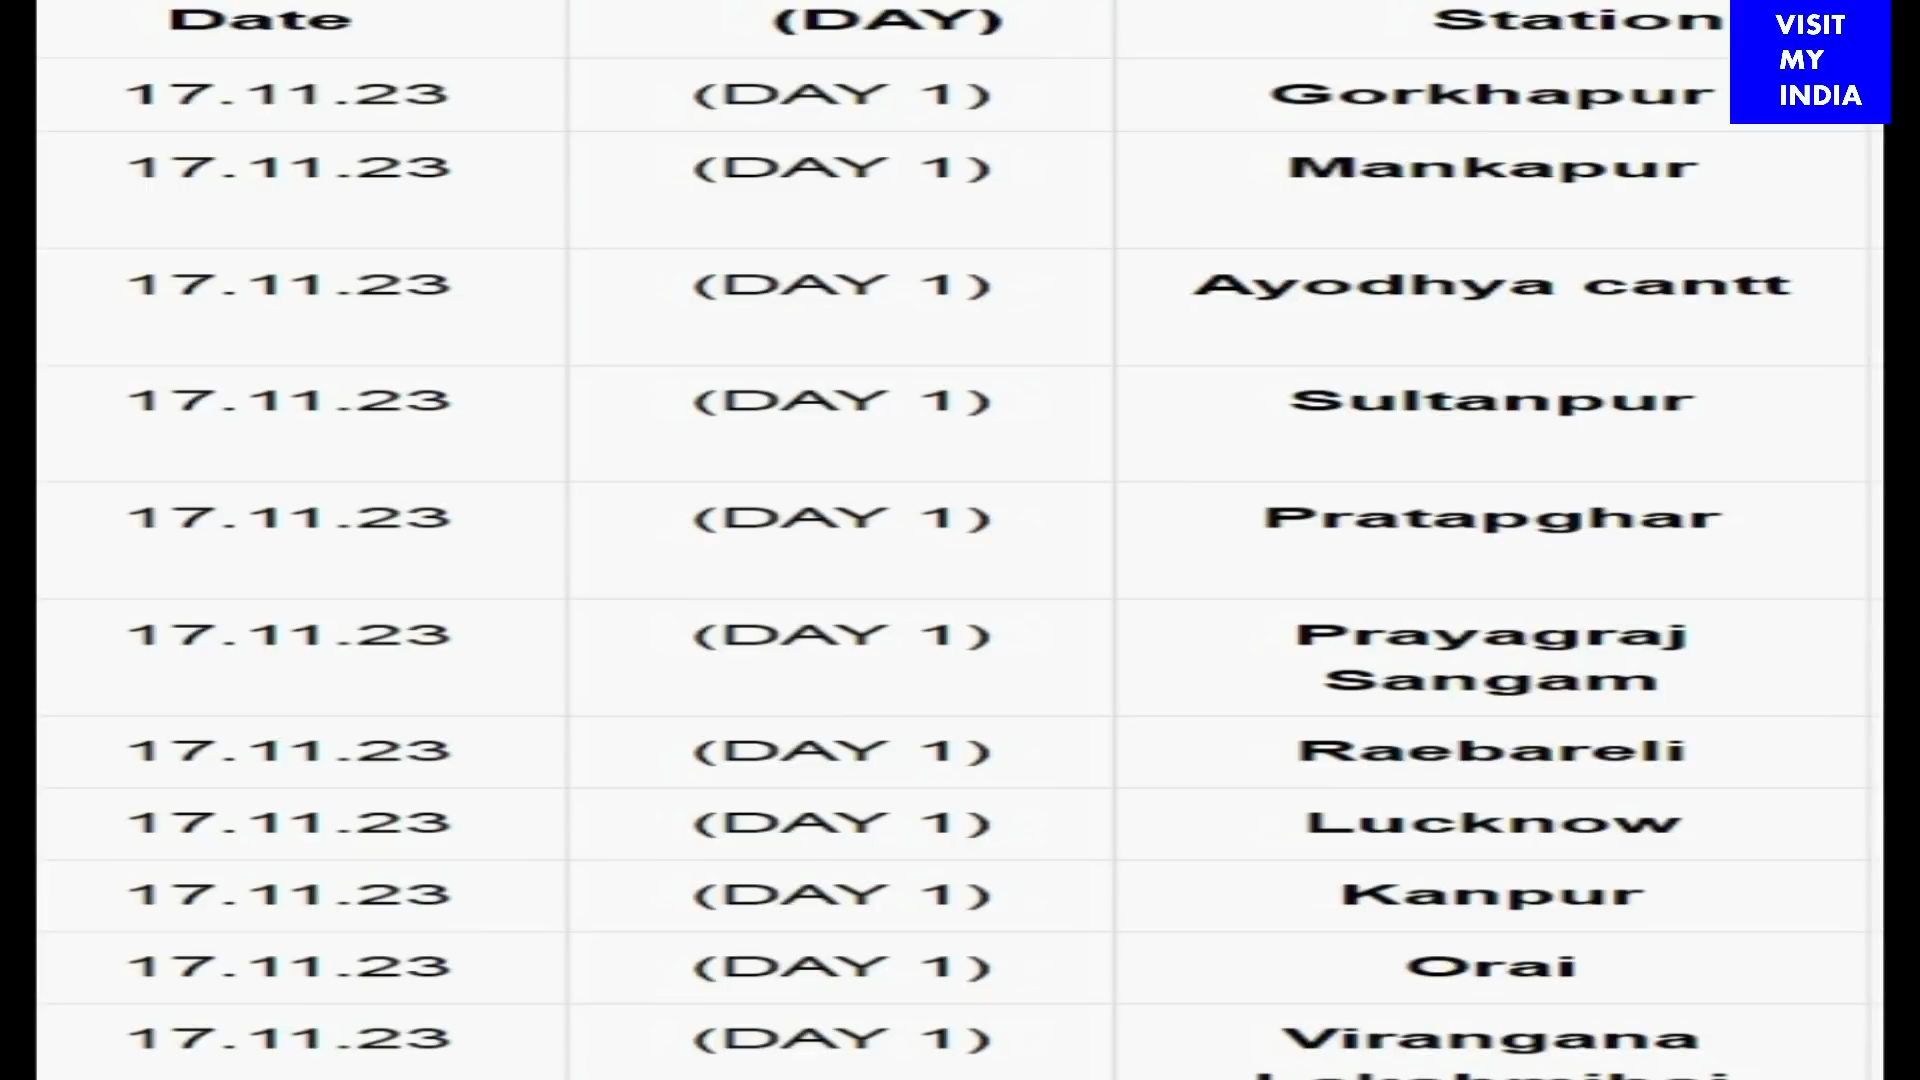 Date (DAY) Station
VISIT
MY
INDIA
17.11.23 (DAY 1) Gorkhapur
17.11.23 (DAY 1) Mankapur
17.11.23 (DAY 1) Ayodhya cantt
17.11.23 (DAY 1) Sultanpur
17.11.23 (DAY 1) Pratapghar
17.11.23 (DAY 1) Prayagraj
Sangam
17.11.23 (DAY 1) Raebareli
17.11.23 (DAY 1) Lucknow
17.11.23 (DAY 1) Kanpur
17.11.23 (DAY 1) Orai
17.11.23 (DAY 1) Virangana